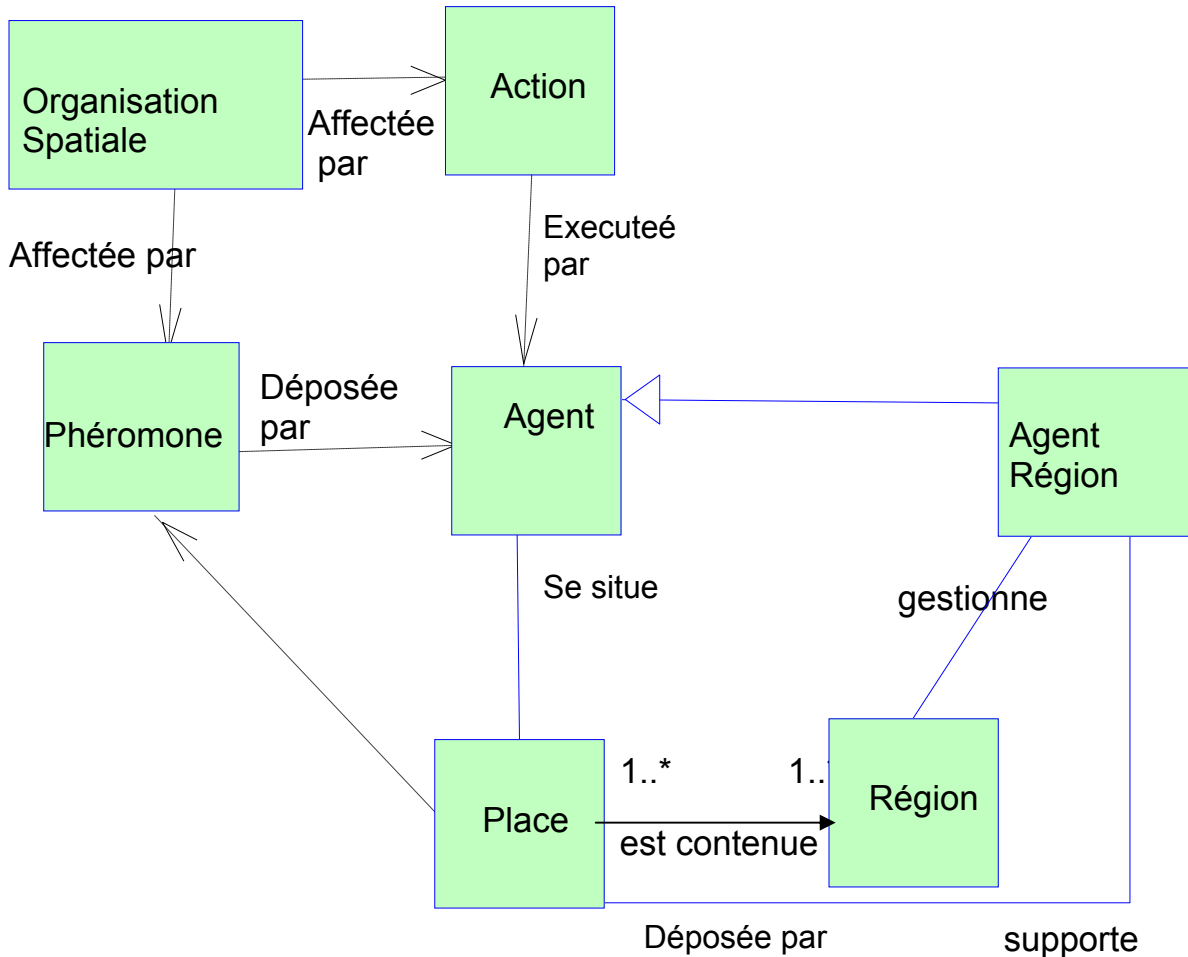 Organisation
Spatiale
Action
Affectée
par
Affectée par
Executeé
par
Phéromone
Déposée
par
Agent
Agent
Région
Se situe
gestionne
Place
1..*
1..
Région
est contenue
Déposée par
supporte